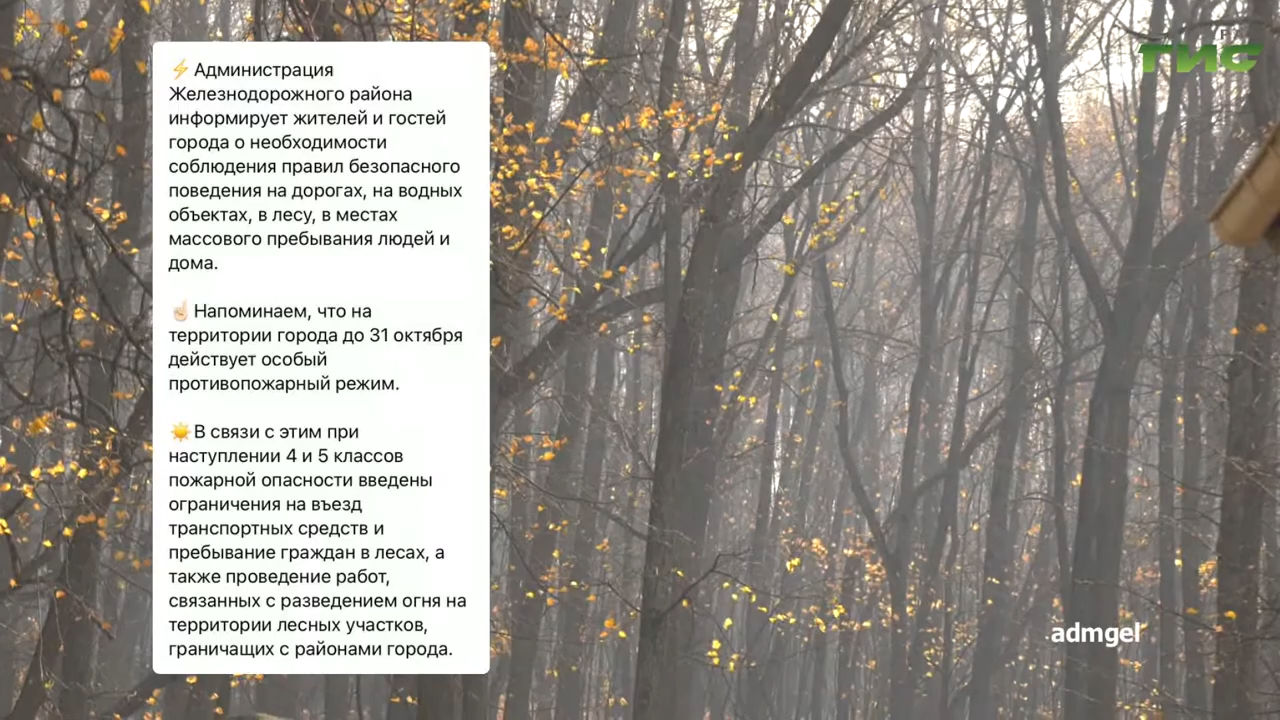 ⚡Администрация
Железнодорожного района
информирует жителей и гостей
города о необходимости
соблюдения правил безопасного
поведения на дорогах, на водных
объектах, в лесу, в местах
массового пребывания людей и
дома.
☝🏻Напоминаем, что на
территории города до 31 октября
действует особый
противопожарный режим.
☀️В связи с этим при
наступлении 4 и 5 классов
пожарной опасности введены
ограничения на въезд
транспортных средств и
пребывание граждан в лесах, а
также проведение работ,
связанных с разведением огня на
территории лесных участков,
граничащих с районами города.
ГИС
admgel